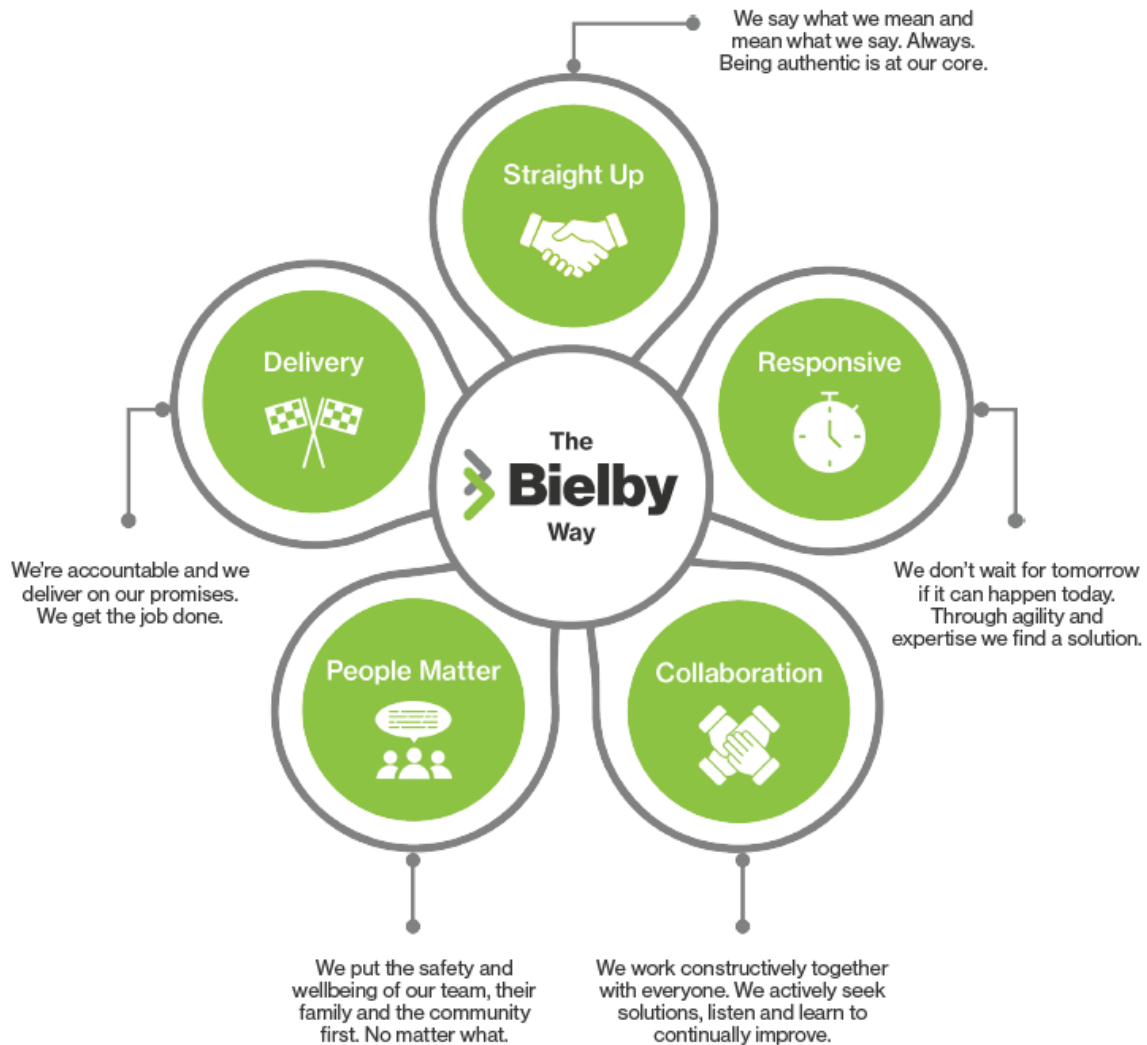 We say what we mean and
mean what we say. Always.
Being authentic is at our core.
Straight Up
Delivery
Responsive
The
Bielby
Way
We're accountable and we
deliver on our promises.
We get the job done.
We don’t wait for tomorrow
if it can happen today.
Through agility and
expertise we find a solution.
People Matter
Collaboration
We put the safety and
wellbeing of our team, their
family and the community
first. No matter what.
We work constructively together
with everyone. We actively seek
solutions, listen and learn to
continually improve.